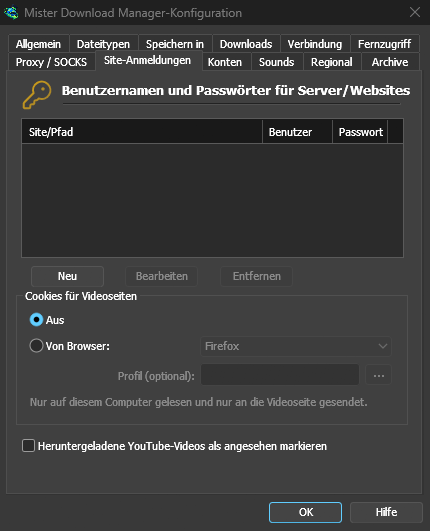 Mister Download Manager-Konfiguration
Allgemein Dateitypen Speichern in Downloads Verbindung Fernzugriff
Proxy / SOCKS Site-Anmeldungen Konten Sounds Regional Archive
Benutzernamen und Passwörter für Server/Websites
Site/Pfad Benutzer Passwort
Neu Bearbeiten Entfernen
Cookies für Videoseiten
Aus
Von Browser: Firefox
Profil (optional): ...
Nur auf diesem Computer gelesen und nur an die Videoseite gesendet.
Heruntergeladene YouTube-Videos als angesehen markieren
OK Hilfe